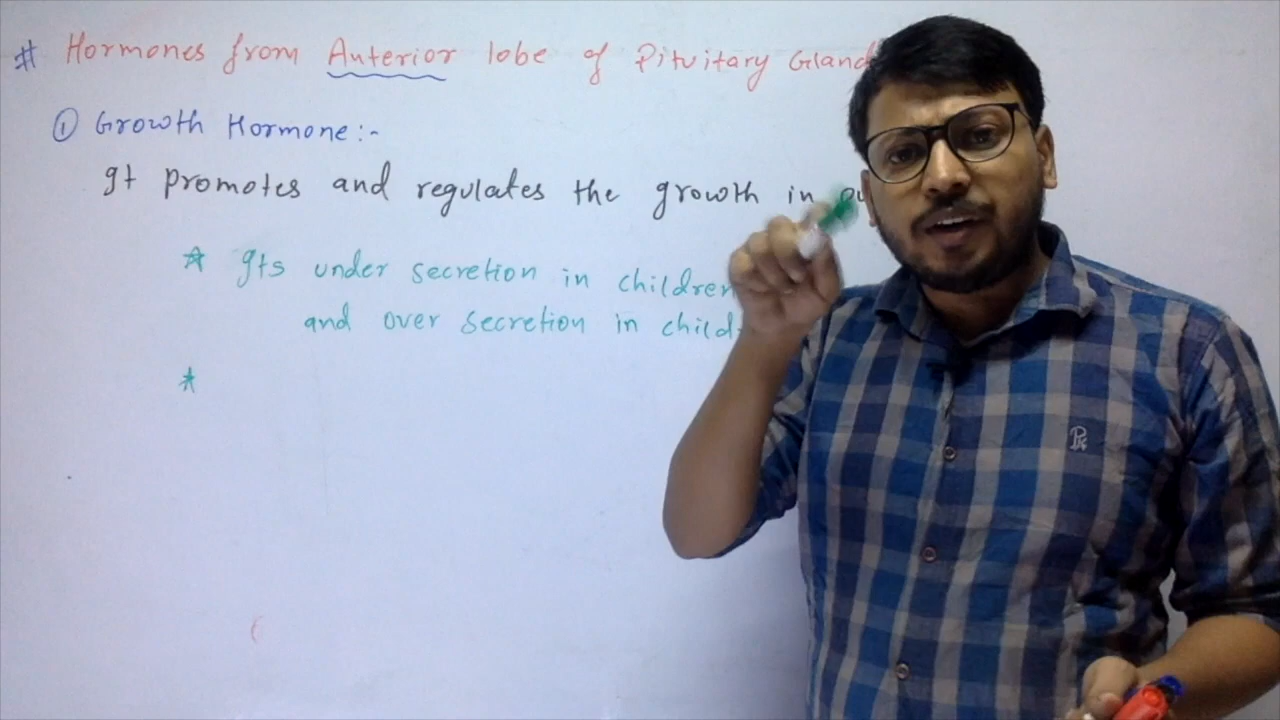 # Hormones from Anterior lobe of Pituitary Gland
① Growth Hormone:-
It promotes and regulates the growth in
* Its under secretion in children
and over secretion in child
*